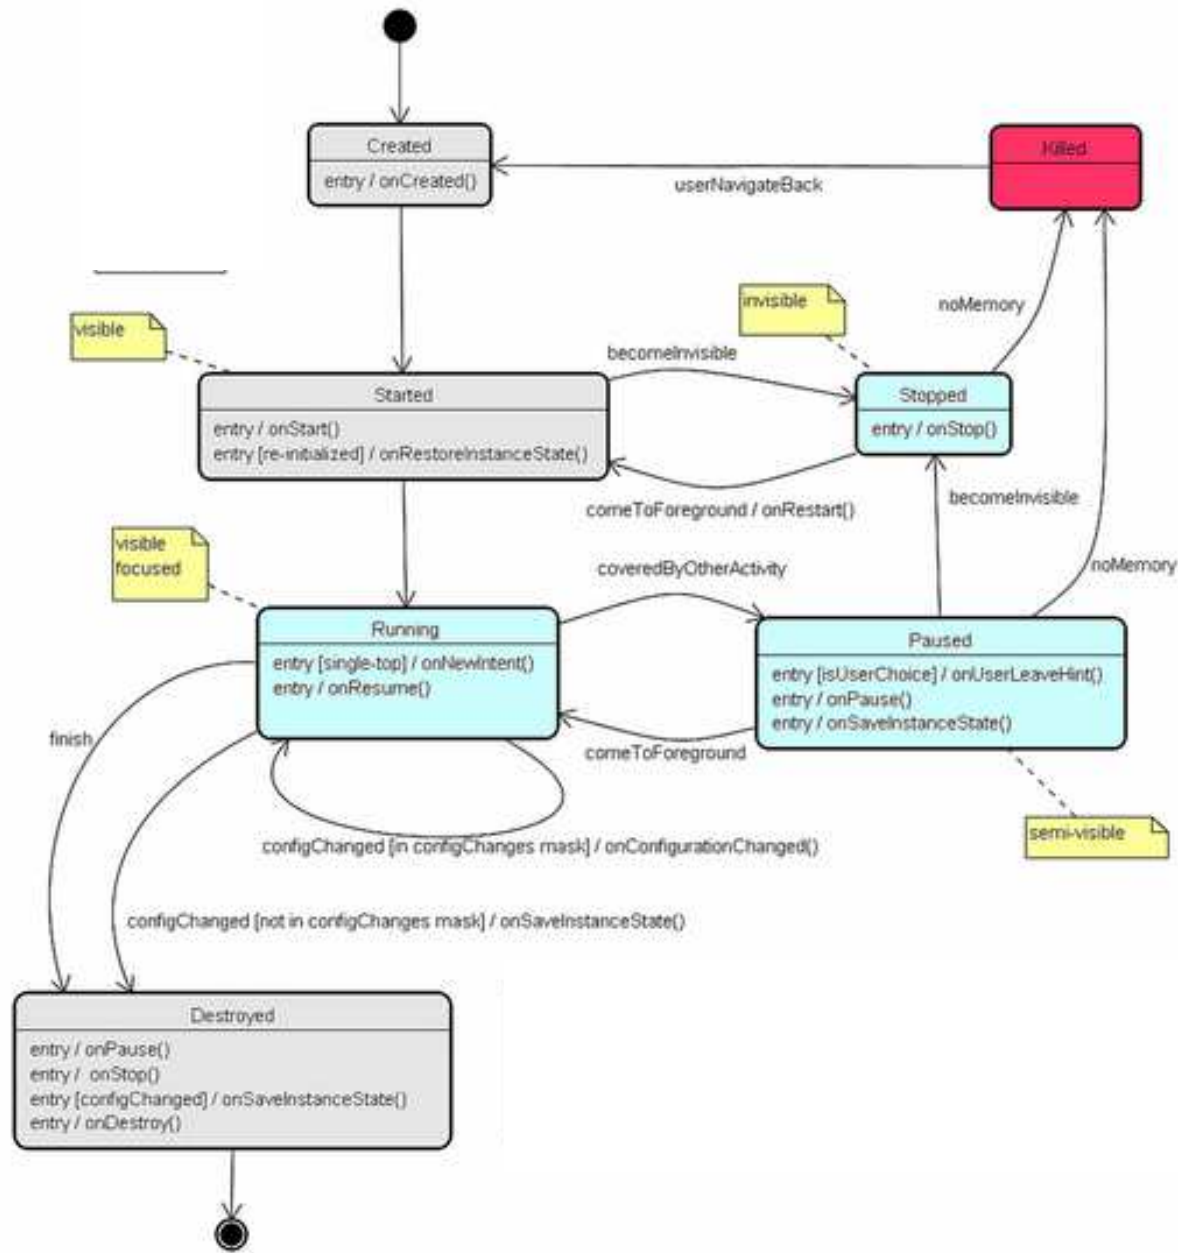 Created
entry / onCreated()
Killed
userNavigateBack
visible
invisible
noMemory
becomeInvisible
Started
entry / onStart()
entry [re-initialized] / onRestoreInstanceState()
Stopped
entry / onStop()
comeToForeground / onRestart()
becomeInvisible
visible
focused
coveredByOtherActivity
noMemory
Running
entry [single-top] / onNewIntent()
entry / onResume()
Paused
entry [isUserChoice] / onUserLeaveHint()
entry / onPause()
entry / onSaveInstanceState()
finish
comeToForeground
semi-visible
configChanged [in configChanges mask] / onConfigurationChanged()
configChanged [not in configChanges mask] / onSaveInstanceState()
Destroyed
entry / onPause()
entry / onStop()
entry [configChanged] / onSaveInstanceState()
entry / onDestroy()